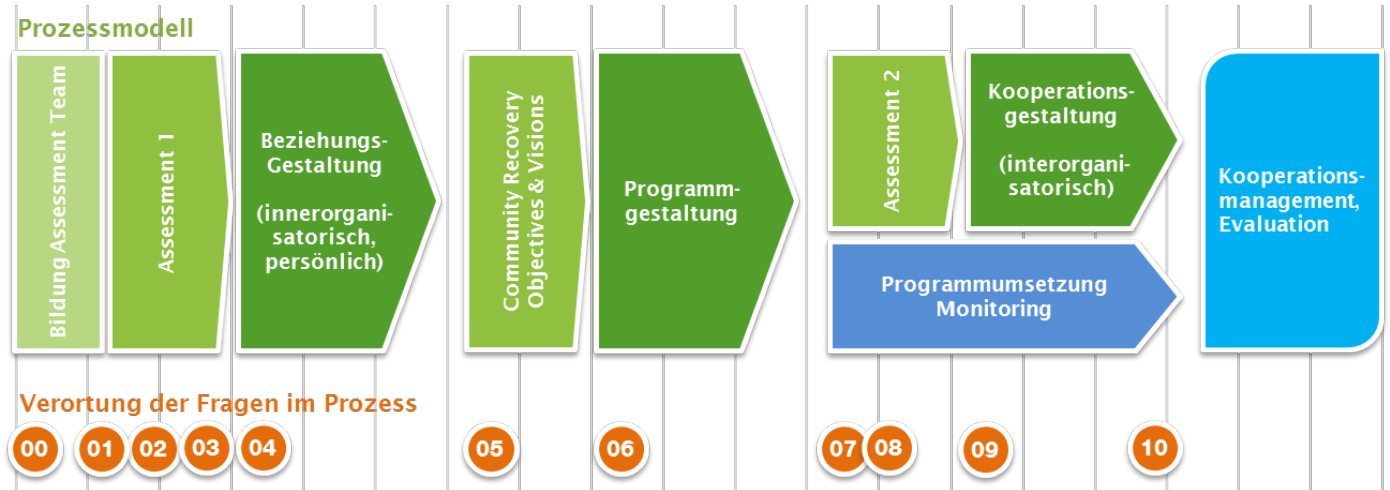 Prozessmodell
Bildung Assessment Team
Assessment 1
Beziehungs-
Gestaltung
(innerorgani-
satorisch,
persönlich)
Community Recovery
Objectives & Visions
Programm-
gestaltung
Assessment 2
Kooperations-
gestaltung
(interorgani-
satorisch)
Programmumsetzung
Monitoring
Kooperations-
management,
Evaluation
Verortung der Fragen im Prozess
00 01 02 03 04 05 06 07 08 09 10